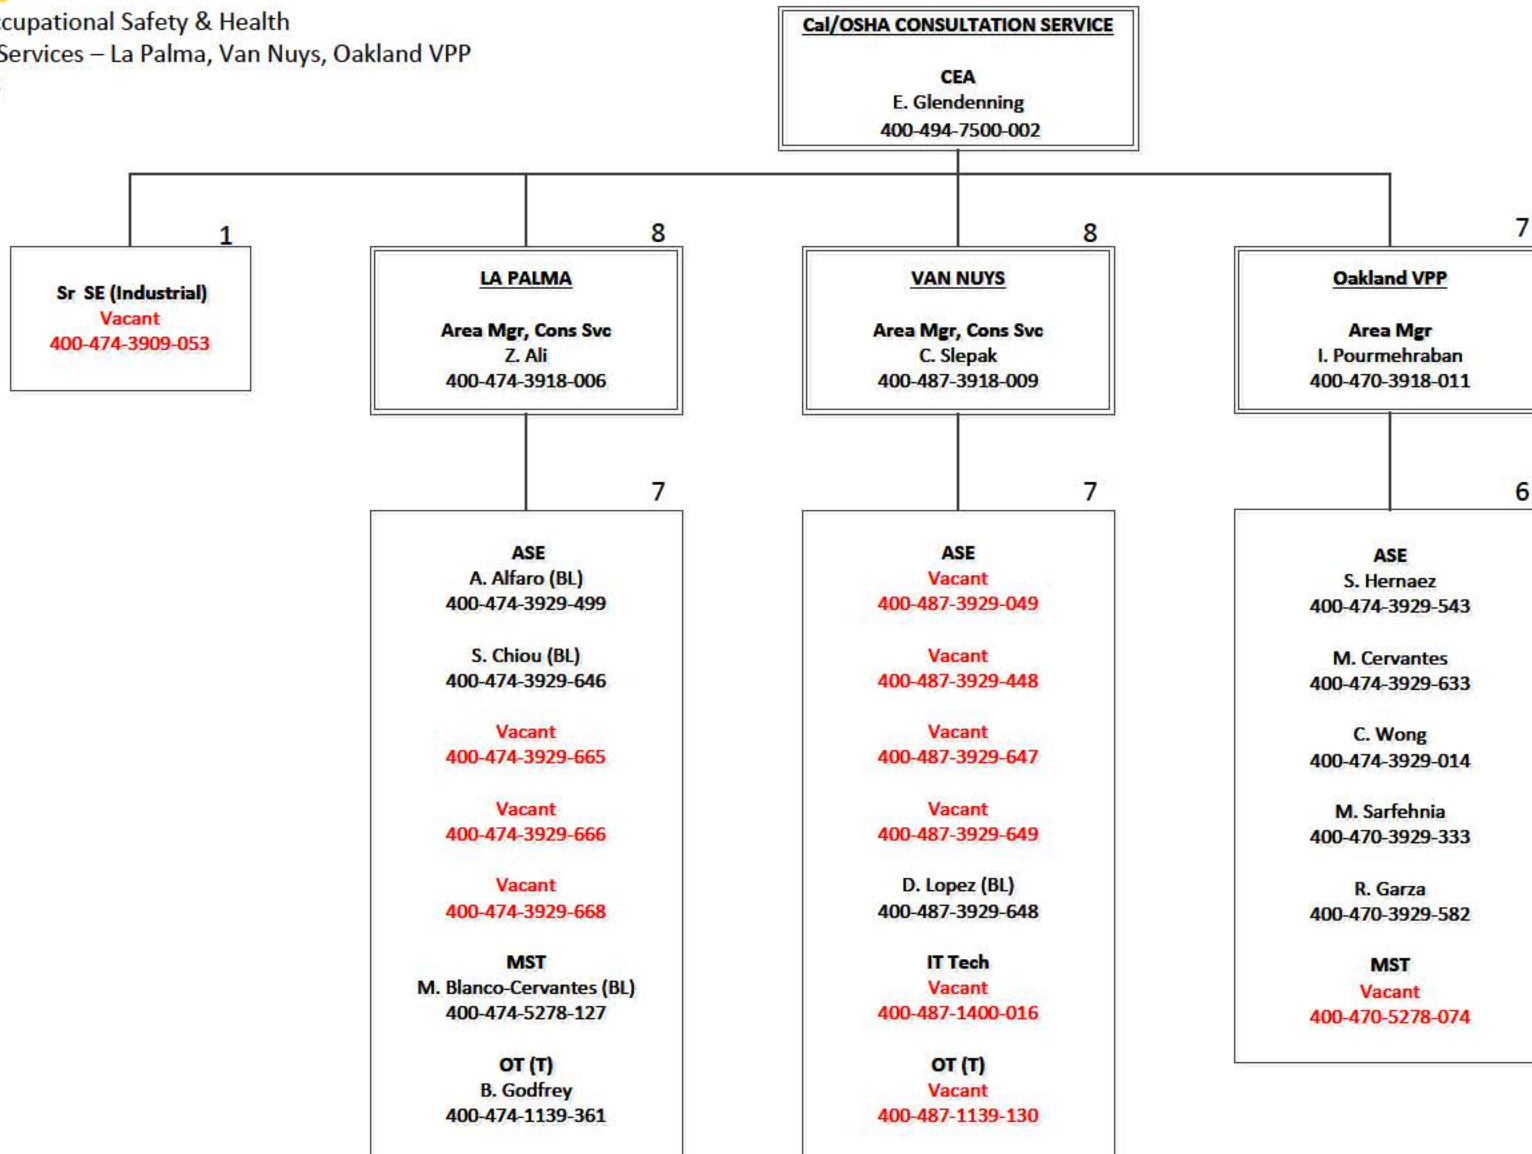 ccupational Safety & Health
Services – La Palma, Van Nuys, Oakland VPP
Cal/OSHA CONSULTATION SERVICE
CEA
E. Glendenning
400-494-7500-002
1
Sr SE (Industrial)
Vacant
400-474-3909-053
8
LA PALMA
Area Mgr, Cons Svc
Z. Ali
400-474-3918-006
8
VAN NUYS
Area Mgr, Cons Svc
C. Slepak
400-487-3918-009
7
Oakland VPP
Area Mgr
I. Pourmehraban
400-470-3918-011
7
ASE
A. Alfaro (BL)
400-474-3929-499
S. Chiou (BL)
400-474-3929-646
Vacant
400-474-3929-665
Vacant
400-474-3929-666
Vacant
400-474-3929-668
MST
M. Blanco-Cervantes (BL)
400-474-5278-127
OT (T)
B. Godfrey
400-474-1139-361
7
ASE
Vacant
400-487-3929-049
Vacant
400-487-3929-448
Vacant
400-487-3929-647
Vacant
400-487-3929-649
D. Lopez (BL)
400-487-3929-648
IT Tech
Vacant
400-487-1400-016
OT (T)
Vacant
400-487-1139-130
6
ASE
S. Hernaez
400-474-3929-543
M. Cervantes
400-474-3929-633
C. Wong
400-474-3929-014
M. Sarfehnia
400-470-3929-333
R. Garza
400-470-3929-582
MST
Vacant
400-470-5278-074